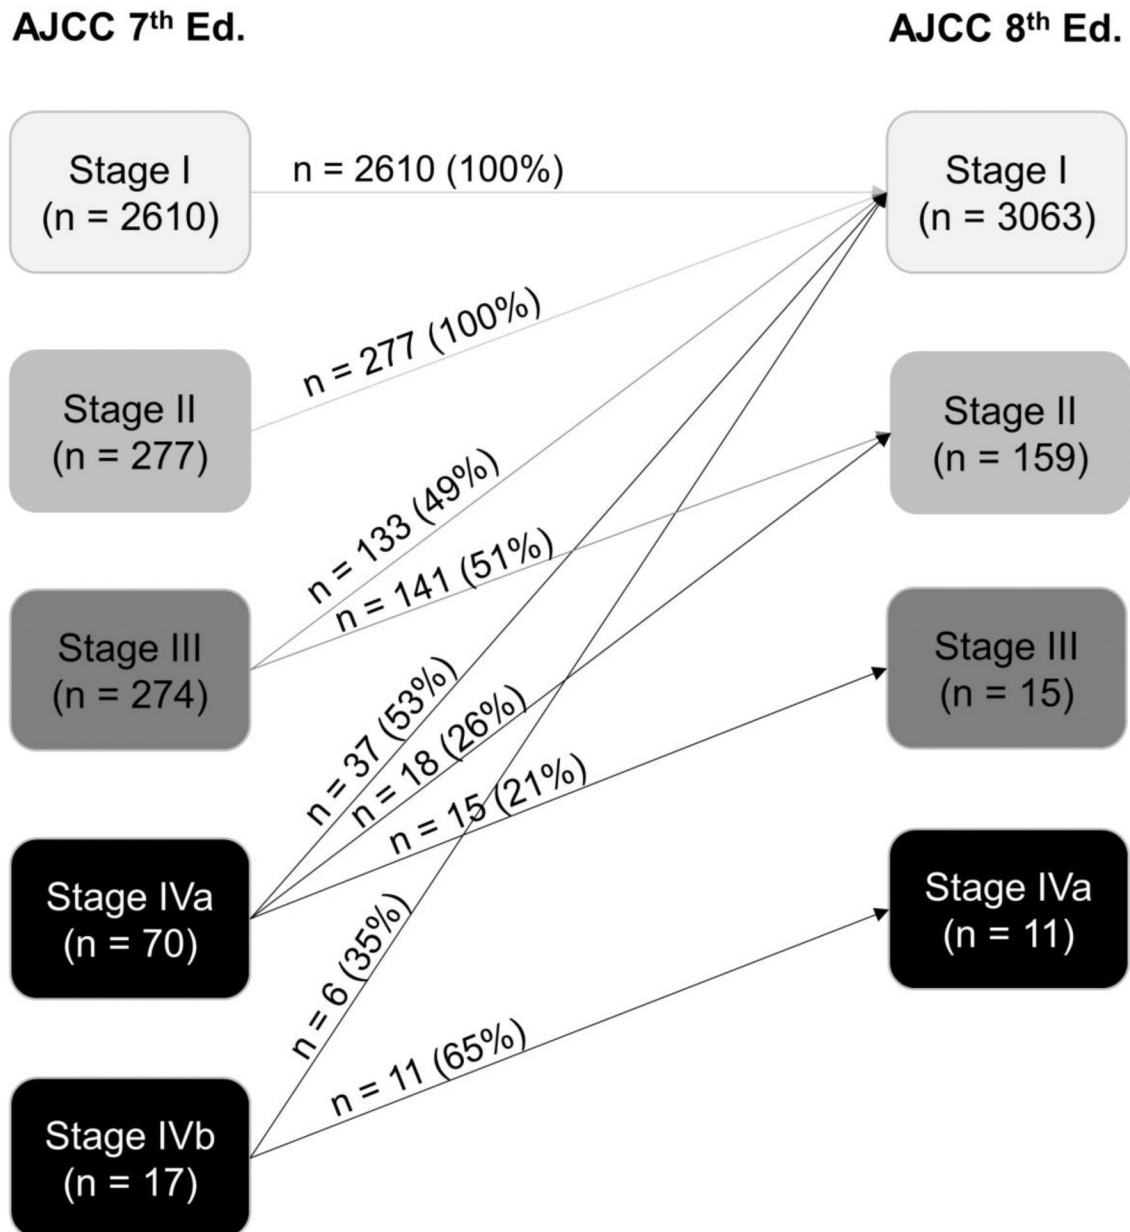 AJCC 7th Ed.
AJCC 8th Ed.
Stage I
(n = 2610)
n = 2610 (100%)
Stage I
(n = 3063)
n = 277 (100%)
Stage II
(n = 277)
Stage II
(n = 159)
n = 133 (49%)
n = 141 (51%)
Stage III
(n = 274)
Stage III
(n = 15)
n = 37 (53%)
n = 18 (26%)
n = 15 (21%)
Stage IVa
(n = 70)
Stage IVa
(n = 11)
n = 6 (35%)
n = 11 (65%)
Stage IVb
(n = 17)